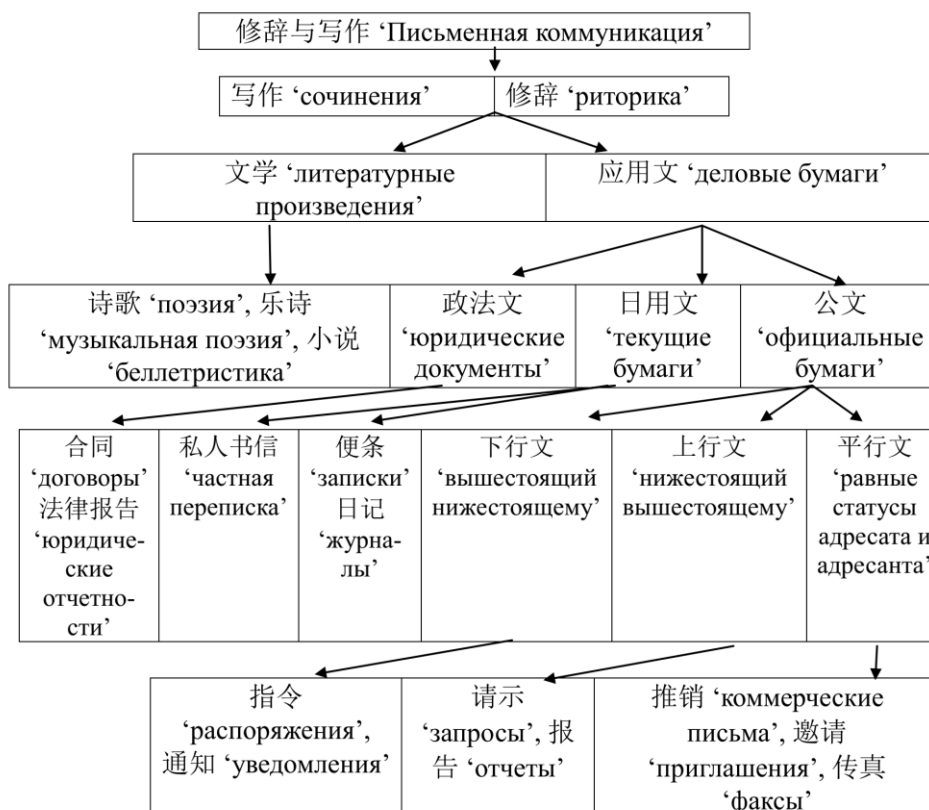 修辞与写作 ‘Письменная коммуникация’
写作 ‘сочинения’
修辞 ‘риторика’
文学 ‘литературные
произведения’
应用文 ‘деловые бумаги’
诗歌 ‘поэзия’, 乐诗
‘музыкальная поэзия’, 小说
‘беллетристика’
政法文
‘юридические
документы’
日用文
‘текущие
бумаги’
公文
‘официальные
бумаги’
合同
‘договоры’
法律报告
‘юридиче-
ские
отчетно-
сти’
私人书信
‘частная
переписка’
便条
‘записки’
日记
‘журна-
лы’
下行文
‘вышестоящий
нижестоящему’
上行文
‘нижестоящий
вышестоящему’
平行文
‘равные
статусы
адресата и
адресанта’
指令
‘распоряжения’,
通知 ‘уведомления’
请示
‘запросы’, 报
告 ‘отчеты’
推销 ‘коммерческие
письма’, 邀请
‘приглашения’, 传真
‘факсы’